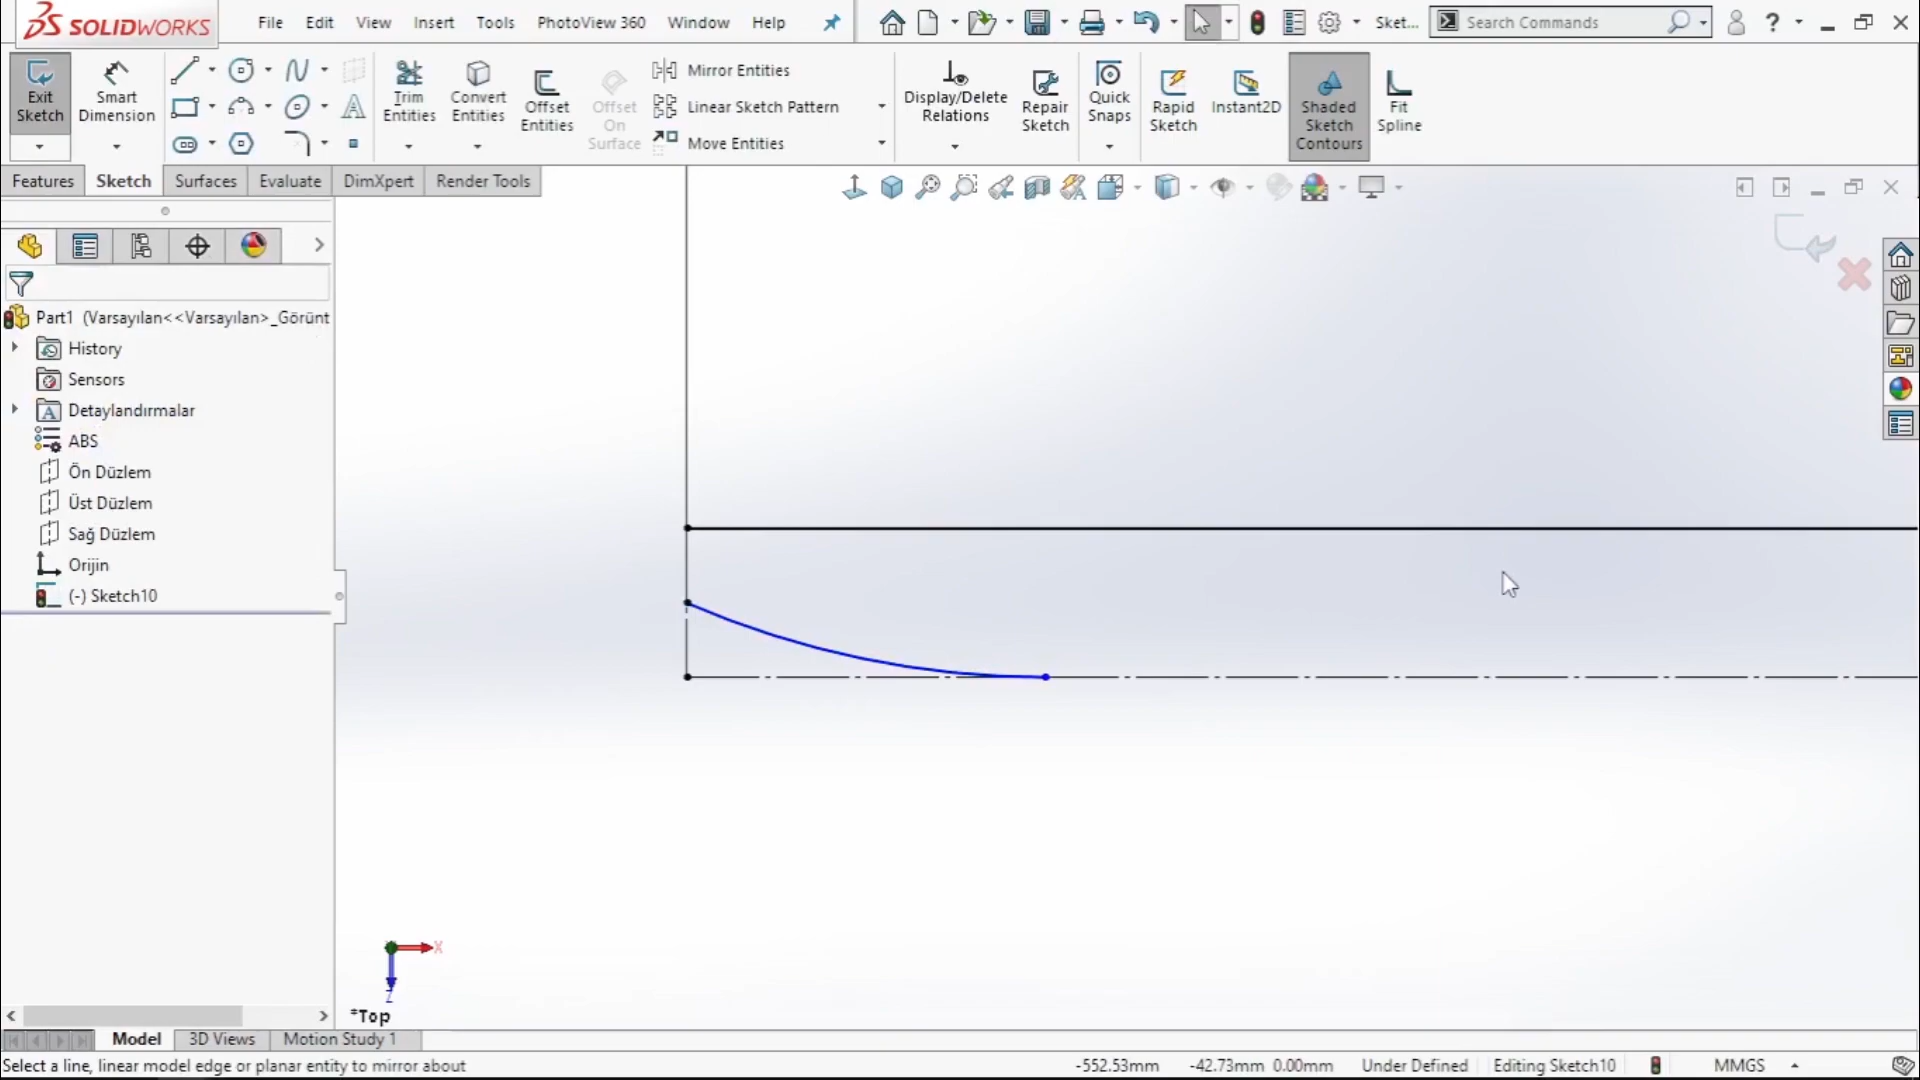 SOLIDWORKS File Edit View Insert Tools PhotoView 360 Window Help Sket... Search Commands ?
Exit Sketch
Smart Dimension
Trim Entities
Convert Entities
Offset Entities
Offset On Surface
Mirror Entities
Linear Sketch Pattern
Move Entities
Display/Delete Relations
Repair Sketch
Quick Snaps
Rapid Sketch
Instant2D
Shaded Sketch Contours
Fit Spline
Features Sketch Surfaces Evaluate DimXpert Render Tools
Part1 (Varsayılan<<Varsayılan>_Görünt
History
Sensors
Detaylandırmalar
ABS
Ön Düzlem
Üst Düzlem
Sağ Düzlem
Orijin
(-) Sketch10
X
Z
*Top
Model 3D Views Motion Study 1
Select a line, linear model edge or planar entity to mirror about -552.53mm -42.73mm 0.00mm Under Defined Editing Sketch10 MMGS